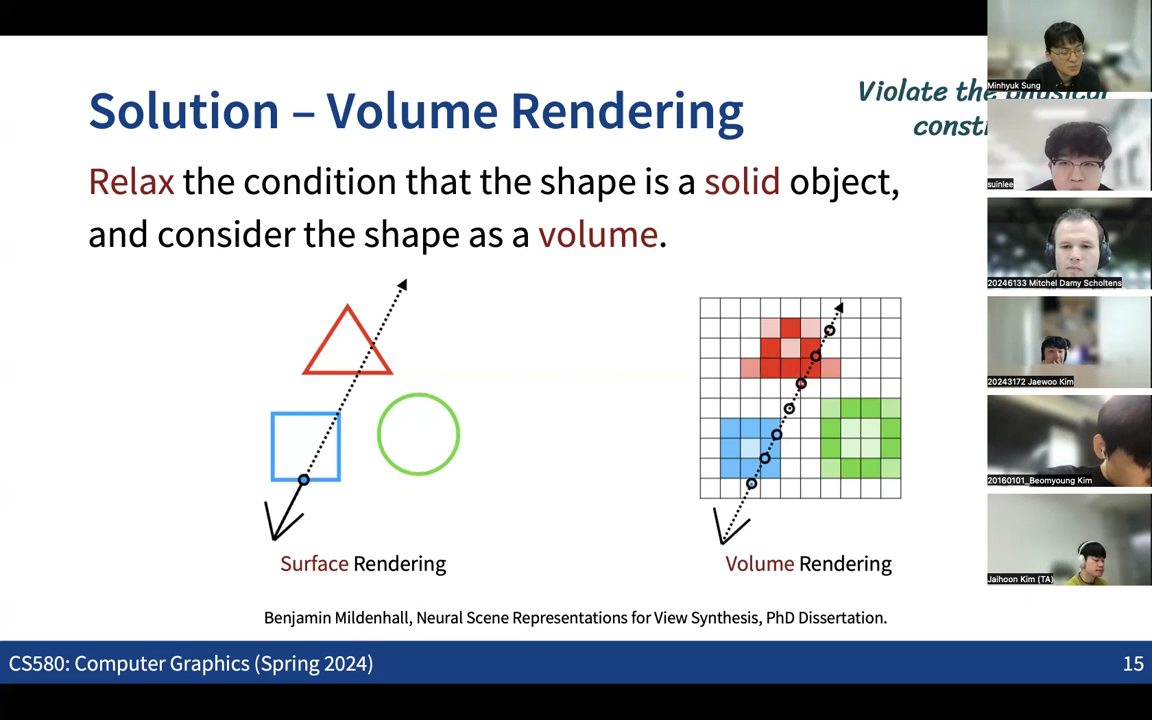 Solution – Volume Rendering
Violate the physical
const
Relax the condition that the shape is a solid object,
and consider the shape as a volume.
Surface Rendering
Volume Rendering
Benjamin Mildenhall, Neural Scene Representations for View Synthesis, PhD Dissertation.
CS580: Computer Graphics (Spring 2024)
15
Minhyuk Sung
suinlee
20246133 Mitchel Damy Scholtens
20243172 Jaewoo Kim
20160101_Beomyoung Kim
Jaihoon Kim (TA)